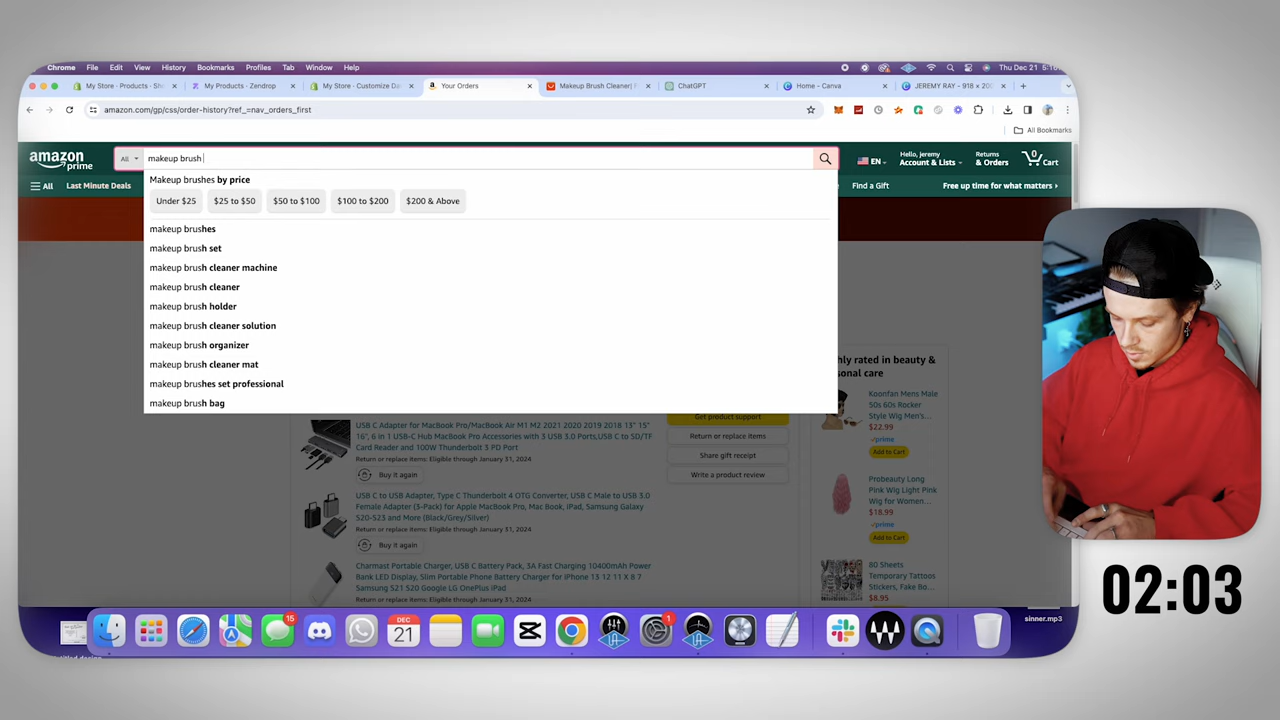 Chrome File Edit View History Bookmarks Profiles Tab Window Help
Thu Dec 21
My Store - Products - Sh
My Products - Zendrop
My Store - Customize Da
Your Orders
Makeup Brush Cleaner| F
ChatGPT
Home - Canva
JEREMY RAY - 918 × 20
amazon.com/gp/css/order-history?ref_=nav_orders_first
All Bookmarks
amazon
prime
All
makeup brush
EN
Hello, jeremy
Account & Lists
Returns
& Orders
0
Cart
All
Last Minute Deals
Find a Gift
Free up time for what matters ›
Makeup brushes by price
Under $25
$25 to $50
$50 to $100
$100 to $200
$200 & Above
makeup brushes
makeup brush set
makeup brush cleaner machine
makeup brush cleaner
makeup brush holder
makeup brush cleaner solution
makeup brush organizer
makeup brush cleaner mat
makeup brushes set professional
makeup brush bag
hly rated in beauty &
onal care
Koonfan Mens Male
50s 60s Rocker
Style Wig Men's...
$22.99
prime
Add to Cart
Get product support
Return or replace items
Share gift receipt
Write a product review
USB C Adapter for MacBook Pro/MacBook Air M1 M2 2021 2020 2019 2018 13" 15"
16", 6 in 1 USB-C Hub MacBook Pro Accessories with 3 USB 3.0 Ports,USB C to SD/TF
Card Reader and 100W Thunderbolt 3 PD Port
Return or replace items: Eligible through January 31, 2024
Buy it again
Probeauty Long
Pink Wig Light Pink
Wig for Women...
$18.99
prime
Add to Cart
USB C to USB Adapter, Type C Thunderbolt 4 OTG Converter, USB C Male to USB 3.0
Female Adapter (3-Pack) for Apple MacBook Pro, Mac Book, iPad, Samsung Galaxy
S20-S23 and More (Black/Grey/Silver)
Return or replace items: Eligible through January 31, 2024
Buy it again
Charmast Portable Charger, USB C Battery Pack, 3A Fast Charging 10400mAh Power
Bank LED Display, Slim Portable Phone Battery Charger for iPhone 13 12 11 X 8 7
Samsung S21 S20 Google LG OnePlus iPad
Return or replace items: Eligible through January 31, 2024
80 Sheets
Temporary Tattoos
Stickers, Fake Bo...
$8.95
02:03
sinner.mp3
15
DEC
21
1